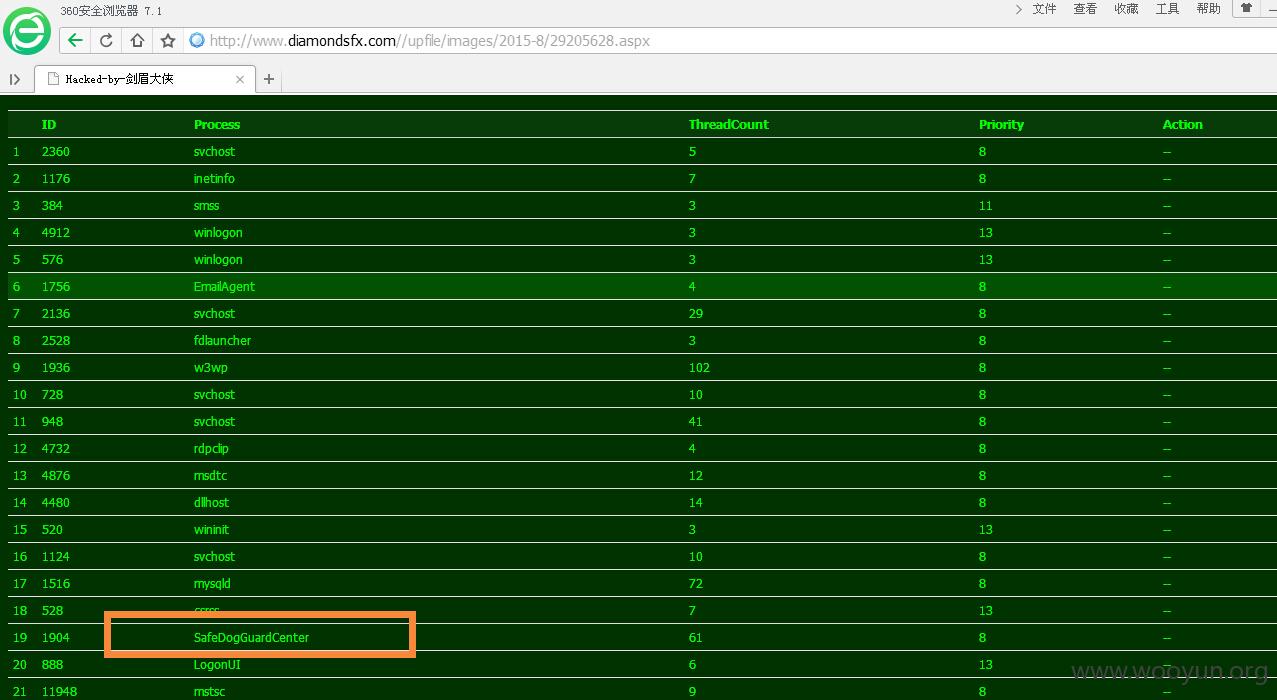 360安全浏览器 7.1
文件 查看 收藏 工具 帮助
http://www.diamondsfx.com//upfile/images/2015-8/29205628.aspx
Hacked-by-剑眉大侠
ID Process ThreadCount Priority Action
1 2360 svchost 5 8 --
2 1176 inetinfo 7 8 --
3 384 smss 3 11 --
4 4912 winlogon 3 13 --
5 576 winlogon 3 13 --
6 1756 EmailAgent 4 8 --
7 2136 svchost 29 8 --
8 2528 fdlauncher 3 8 --
9 1936 w3wp 102 8 --
10 728 svchost 10 8 --
11 948 svchost 41 8 --
12 4732 rdpclip 4 8 --
13 4876 msdtc 12 8 --
14 4480 dllhost 14 8 --
15 520 wininit 3 13 --
16 1124 svchost 10 8 --
17 1516 mysqld 72 8 --
18 528 csrss 7 13 --
19 1904 SafeDogGuardCenter 61 8 --
20 888 LogonUI 6 13 --
21 11948 mstsc 9 8 --
www.wooyun.org